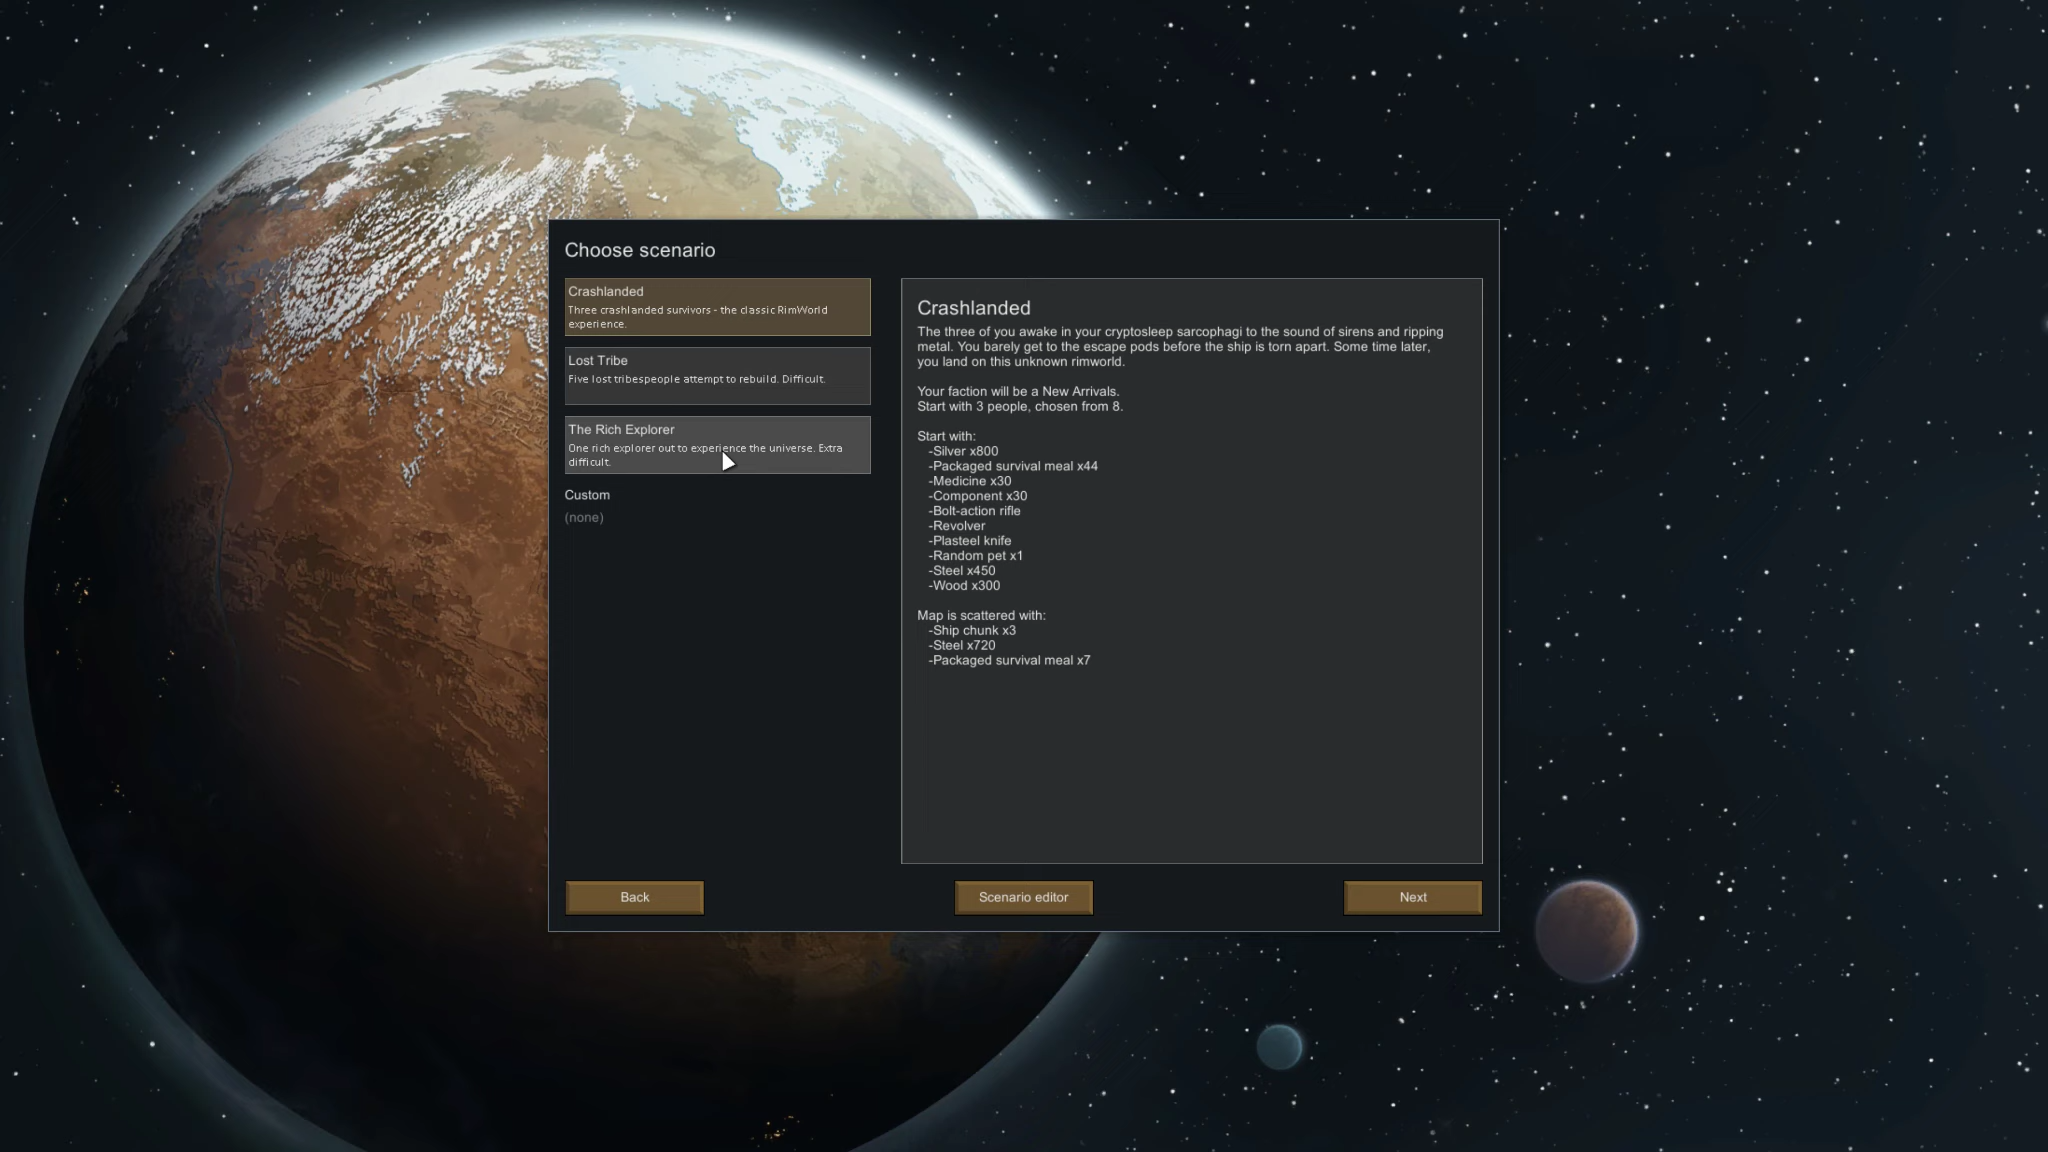 Choose scenario
Crashlanded
Three crashlanded survivors - the classic RimWorld
experience.
Lost Tribe
Five lost tribespeople attempt to rebuild. Difficult.
The Rich Explorer
One rich explorer out to experience the universe. Extra
difficult.
Custom
(none)
Crashlanded
The three of you awake in your cryptosleep sarcophagi to the sound of sirens and ripping
metal. You barely get to the escape pods before the ship is torn apart. Some time later,
you land on this unknown rimworld.
Your faction will be a New Arrivals.
Start with 3 people, chosen from 8.
Start with:
-Silver x800
-Packaged survival meal x44
-Medicine x30
-Component x30
-Bolt-action rifle
-Revolver
-Plasteel knife
-Random pet x1
-Steel x450
-Wood x300
Map is scattered with:
-Ship chunk x3
-Steel x720
-Packaged survival meal x7
Back
Scenario editor
Next